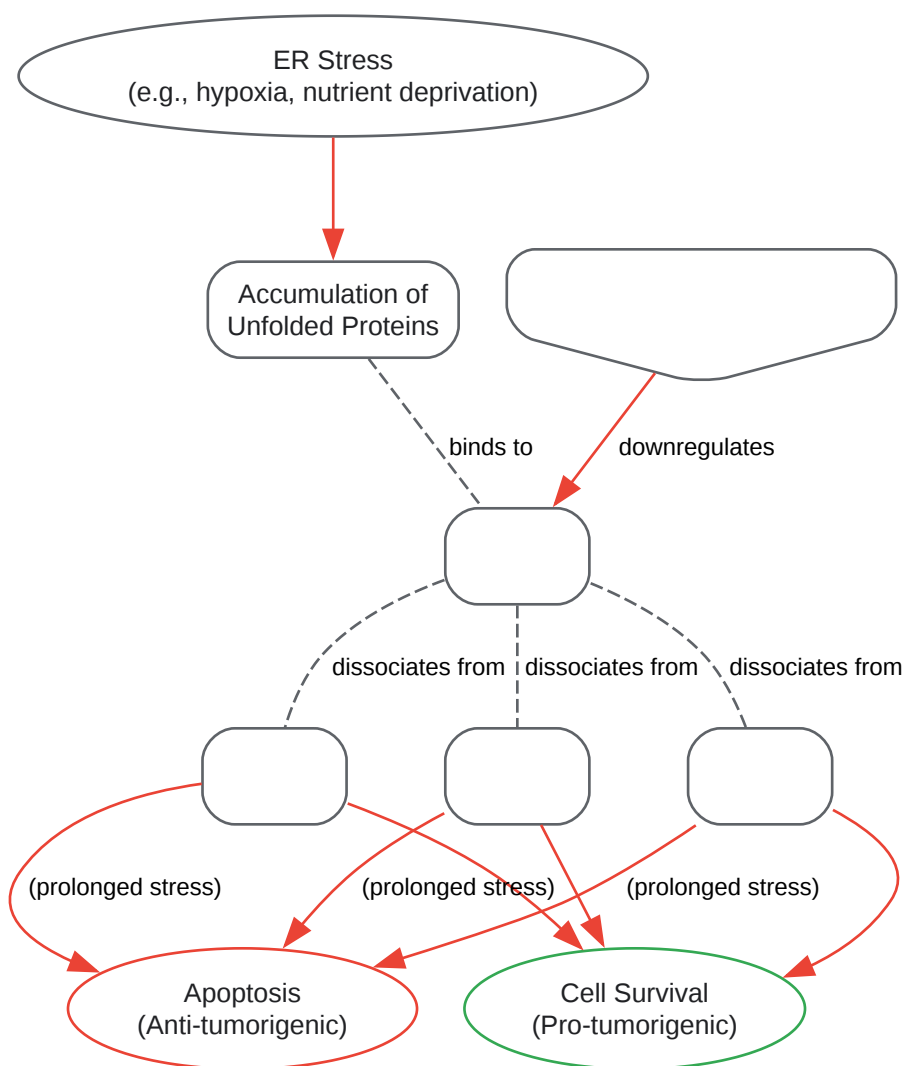 ER Stress
(e.g., hypoxia, nutrient deprivation)
Accumulation of
Unfolded Proteins
binds to
downregulates
dissociates from
dissociates from
dissociates from
(prolonged stress)
(prolonged stress)
(prolonged stress)
Apoptosis
(Anti-tumorigenic)
Cell Survival
(Pro-tumorigenic)